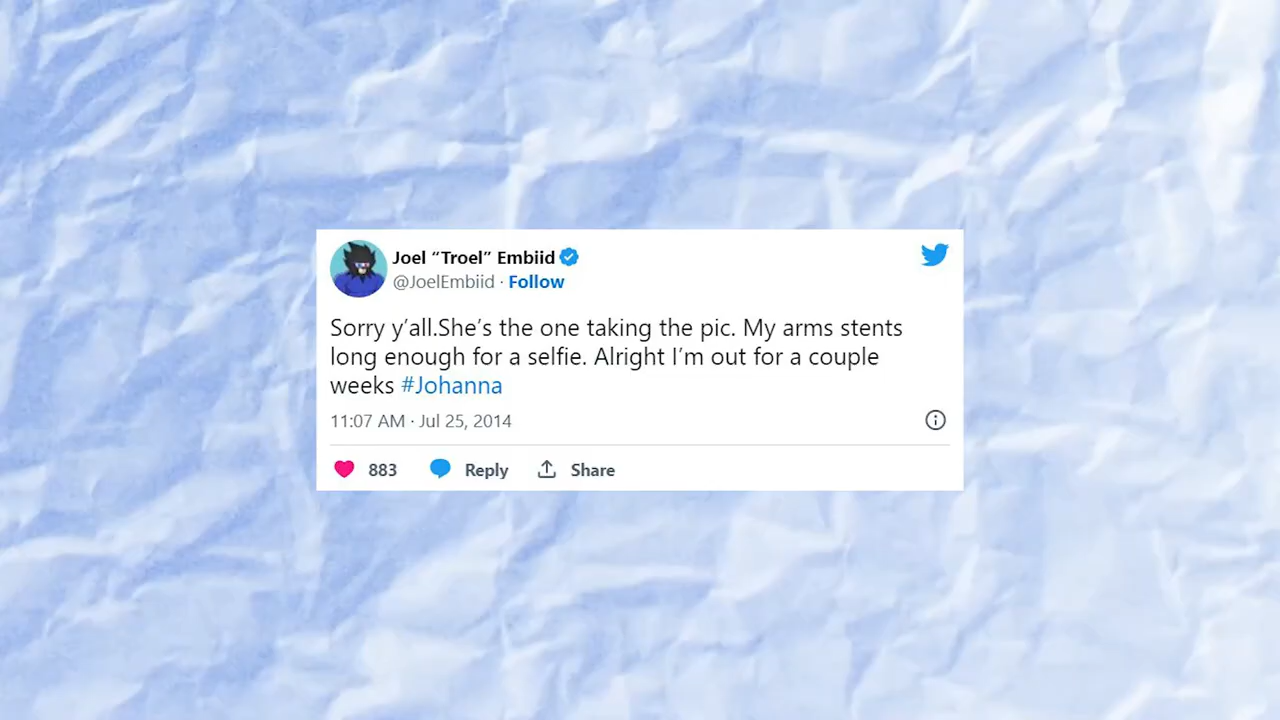 Joel “Troel” Embiid
@JoelEmbiid · Follow
Sorry y’all.She’s the one taking the pic. My arms stents
long enough for a selfie. Alright I’m out for a couple
weeks #Johanna
11:07 AM · Jul 25, 2014
883 Reply Share